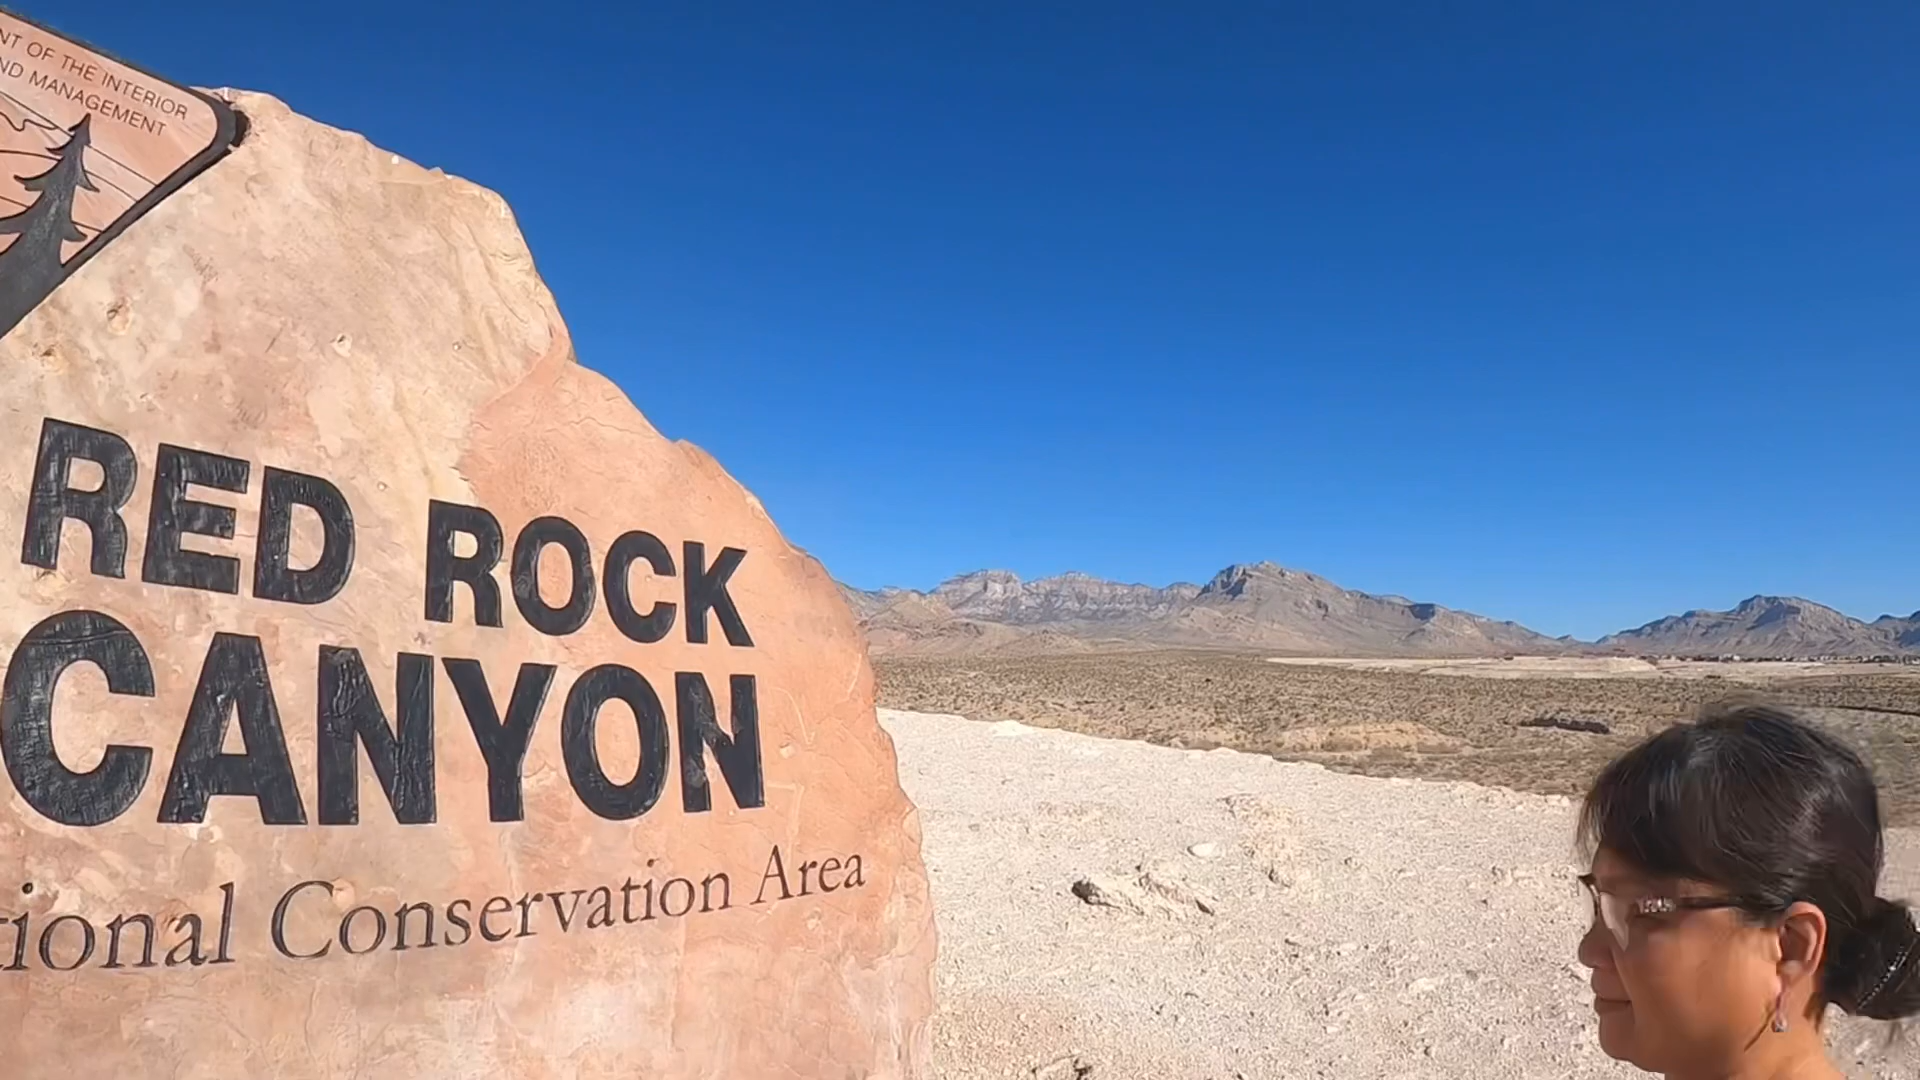 NT OF THE INTERIOR
ND MANAGEMENT
RED ROCK
CANYON
tional Conservation Area